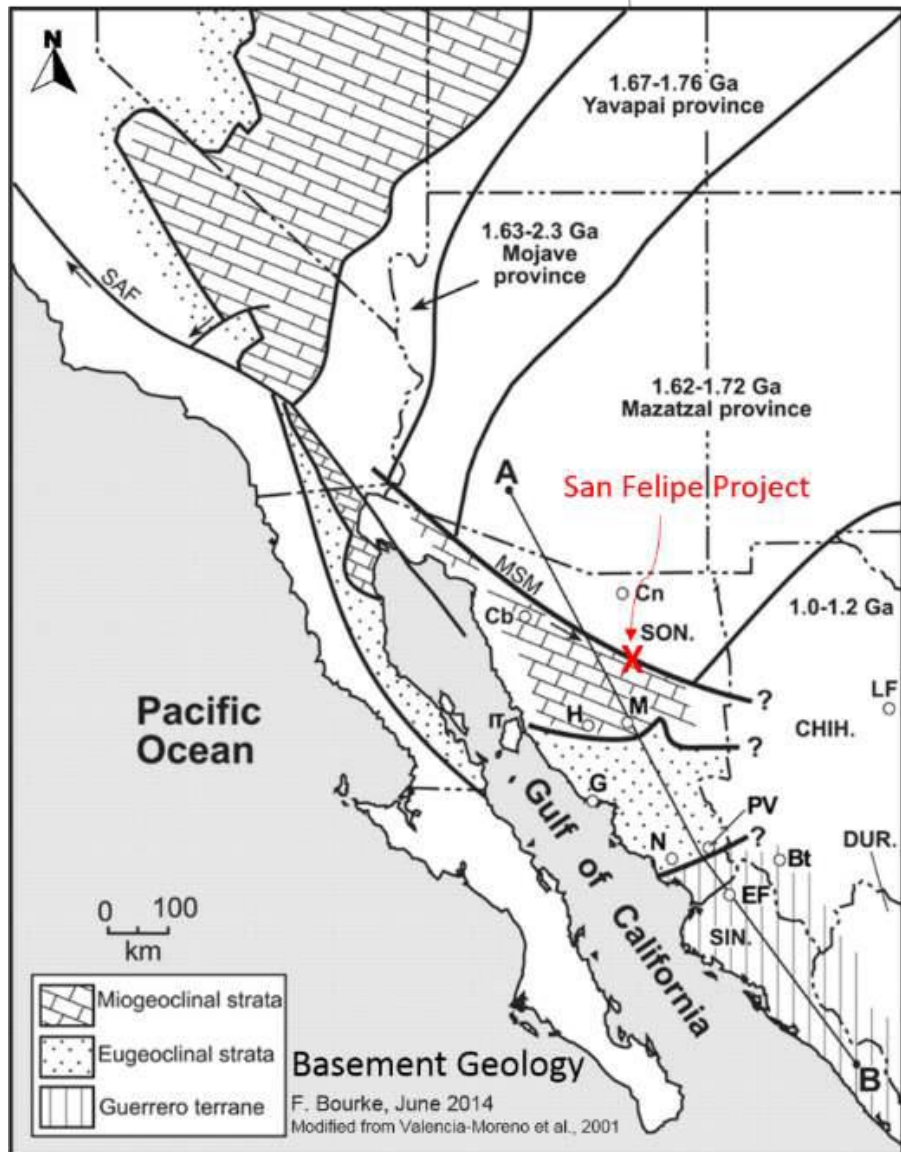 N
1.67-1.76 Ga
Yavapai province
1.63-2.3 Ga
Mojave
province
SAF
1.62-1.72 Ga
Mazatzal province
A
San Felipe Project
MSM
Cn
Cb
SON.
X
1.0-1.2 Ga
LF
?
M
H
IT
CHIH.
?
Pacific
Ocean
G
PV
?
N
Bt
DUR.
EF
SIN.
Gulf of California
0 100
km
B
Miogeoclinal strata
Eugeoclinal strata
Guerrero terrane
Basement Geology
F. Bourke, June 2014
Modified from Valencia-Moreno et al., 2001